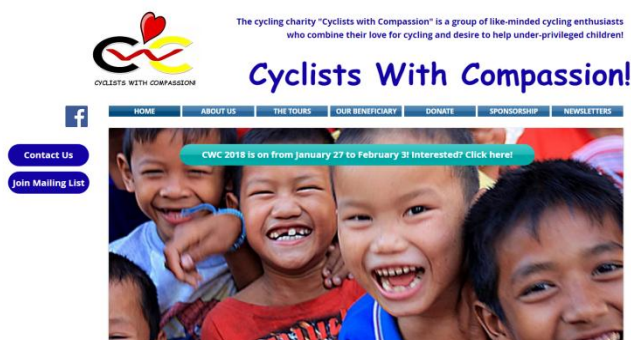 The cycling charity "Cyclists with Compassion" is a group of like-minded cycling enthusiasts
who combine their love for cycling and desire to help under-privileged children!
CYCLISTS WITH COMPASSION!
Cyclists With Compassion!
f
HOME ABOUT US THE TOURS OUR BENEFICIARY DONATE SPONSORSHIP NEWSLETTERS
Contact Us
CWC 2018 is on from January 27 to February 3! Interested? Click here!
Join Mailing List